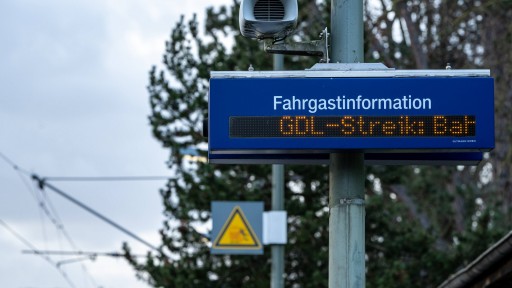 Fahrgastinformation
GDL-Streik: Bah